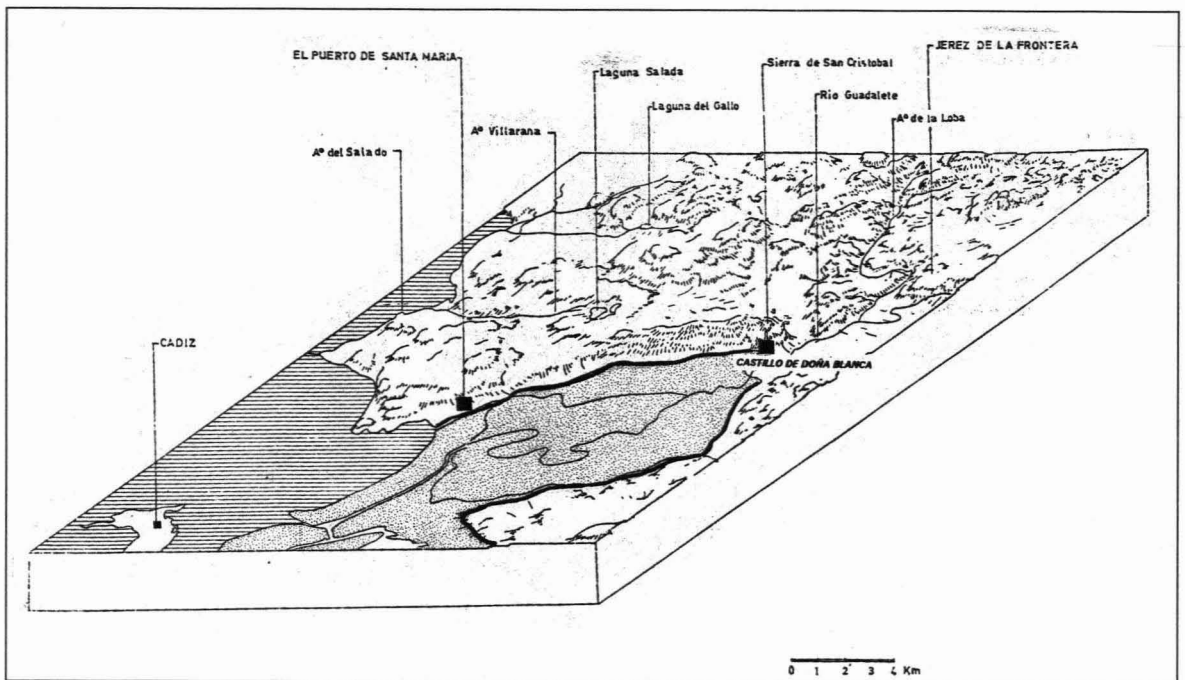 EL PUERTO DE SANTA MARIA
JEREZ DE LA FRONTERA
Sierra de San Cristobal
Laguna Salada
Rio Guadalete
Laguna del Gallo
Aº de la Loba
Aº Villarana
Aº del Salado
CADIZ
CASTILLO DE DOÑA BLANCA
0 1 2 3 4 Km